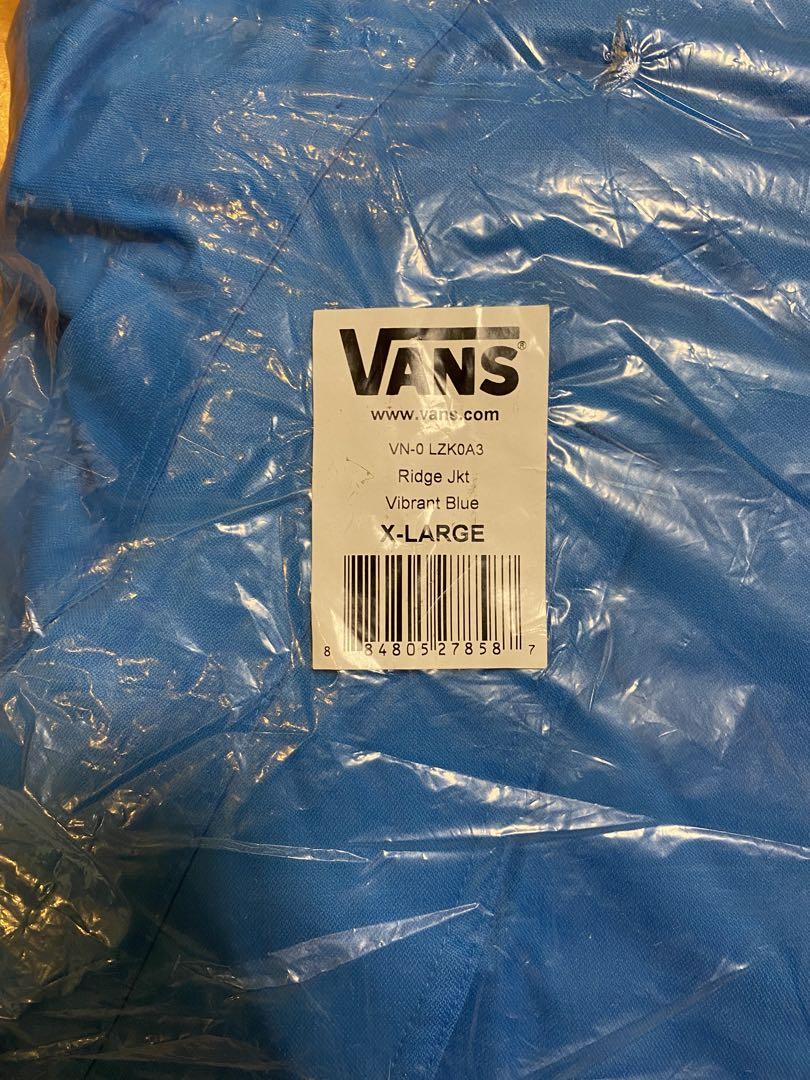 VANS®
www.vans.com
VN-0 LZK0A3
Ridge Jkt
Vibrant Blue
X-LARGE
8 84805 27858 7